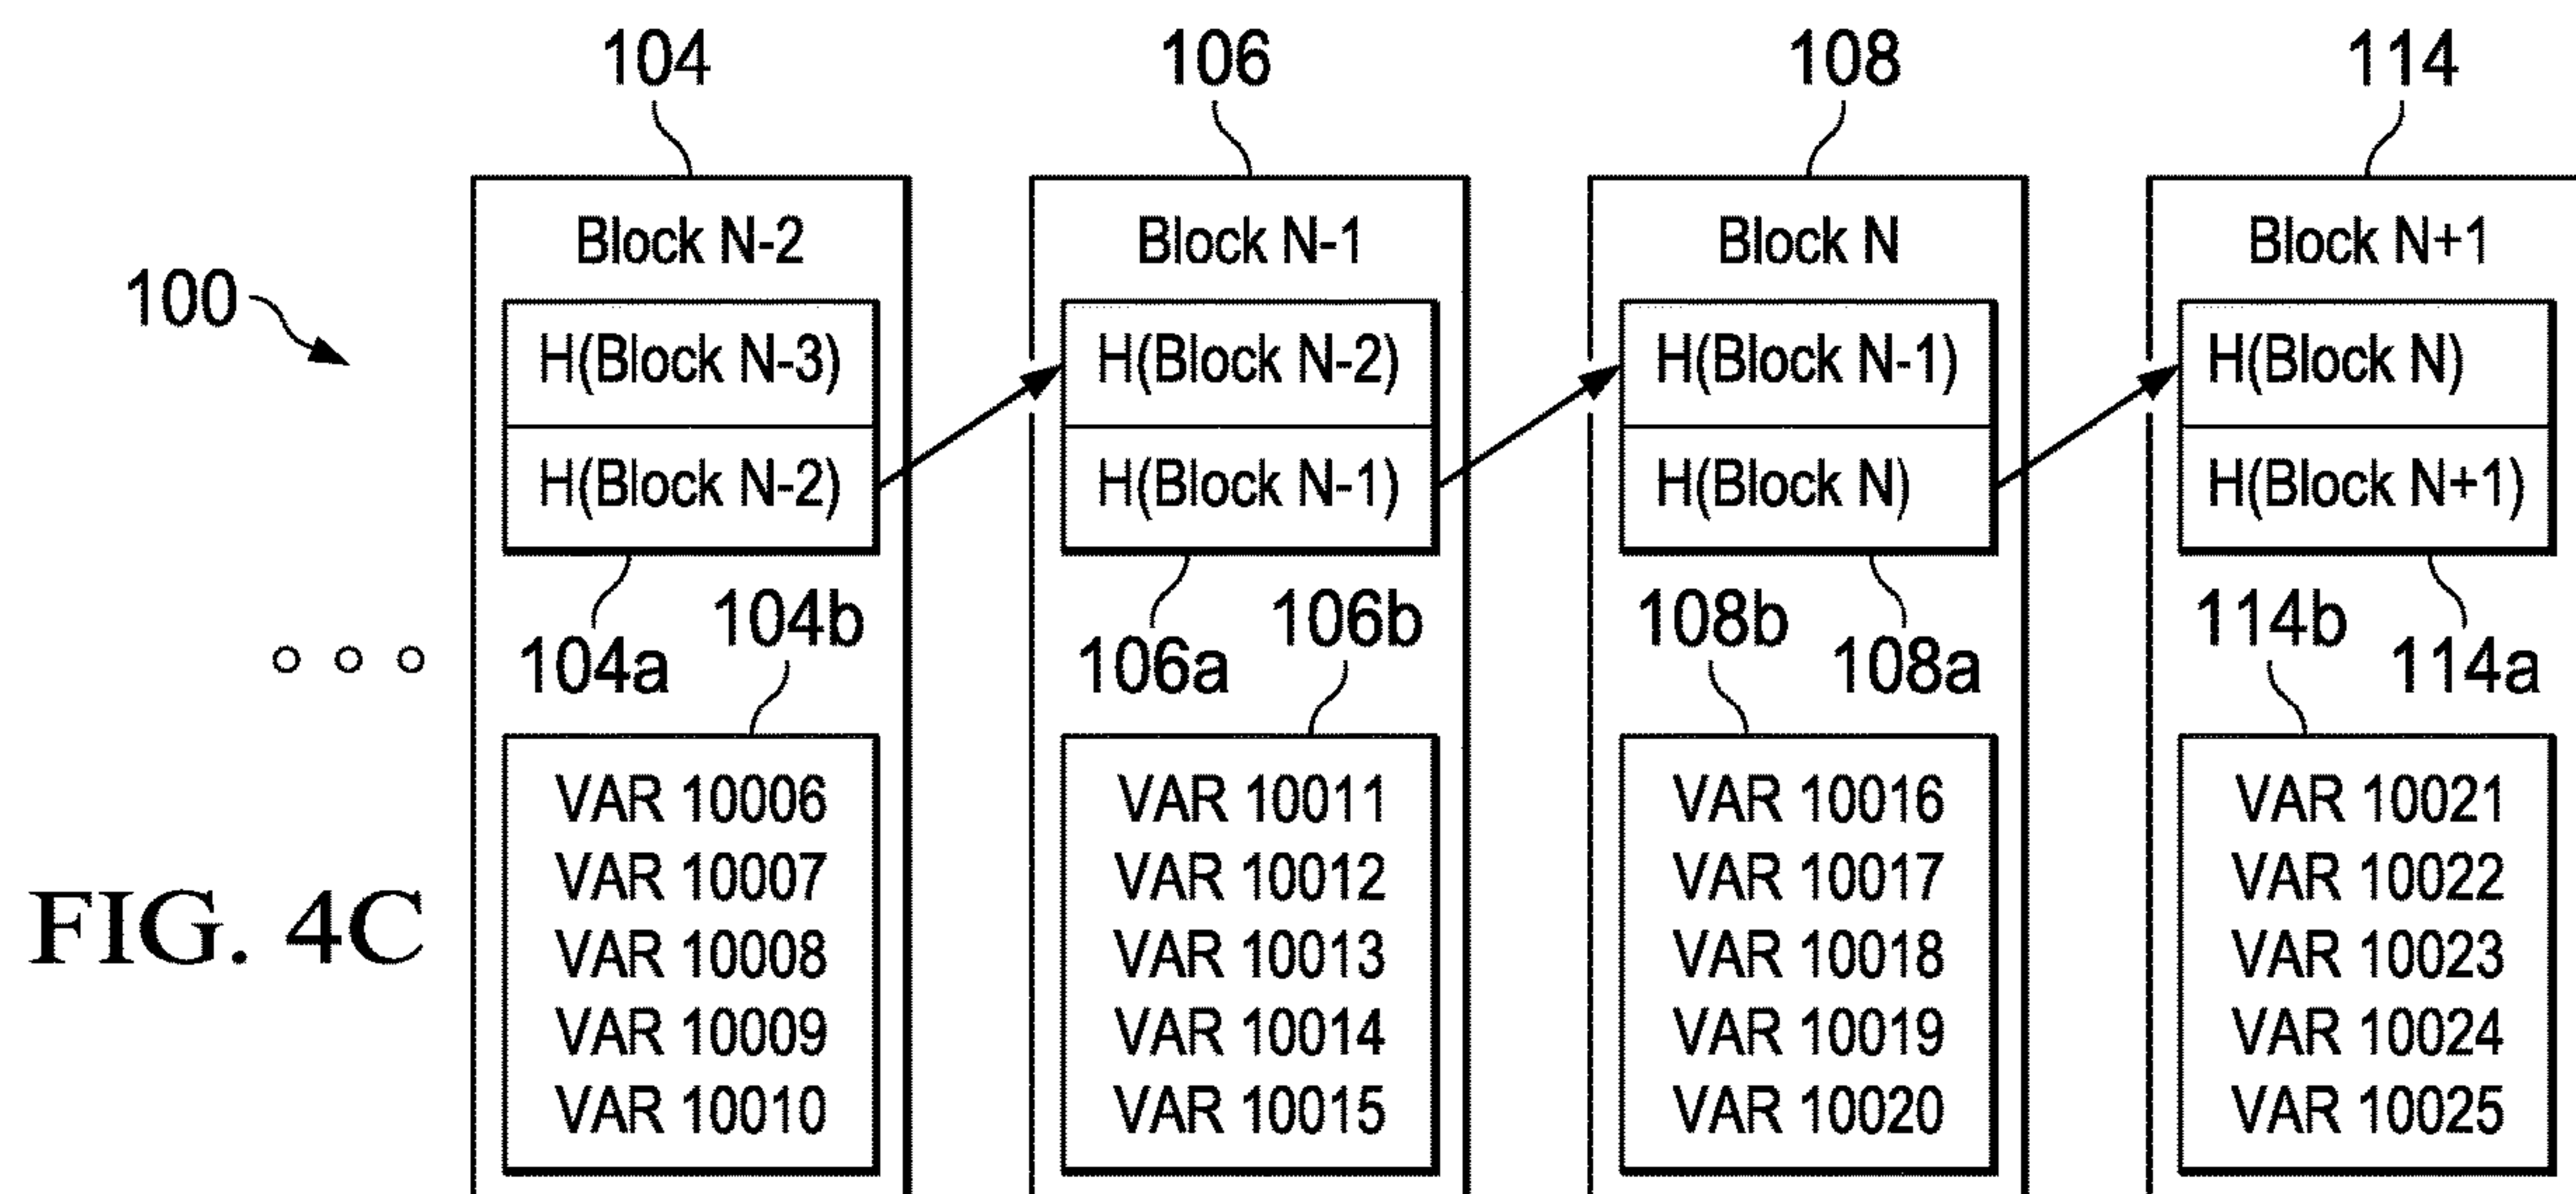 104 106 108 114
Block N-2 Block N-1 Block N Block N+1
100
H(Block N-3) H(Block N-2) H(Block N-1) H(Block N)
H(Block N-2) H(Block N-1) H(Block N) H(Block N+1)
104b 106b 108b 114b
104a 106a 108a 114a
VAR 10006 VAR 10011 VAR 10016 VAR 10021
VAR 10007 VAR 10012 VAR 10017 VAR 10022
FIG. 4C
VAR 10008 VAR 10013 VAR 10018 VAR 10023
VAR 10009 VAR 10014 VAR 10019 VAR 10024
VAR 10010 VAR 10015 VAR 10020 VAR 10025